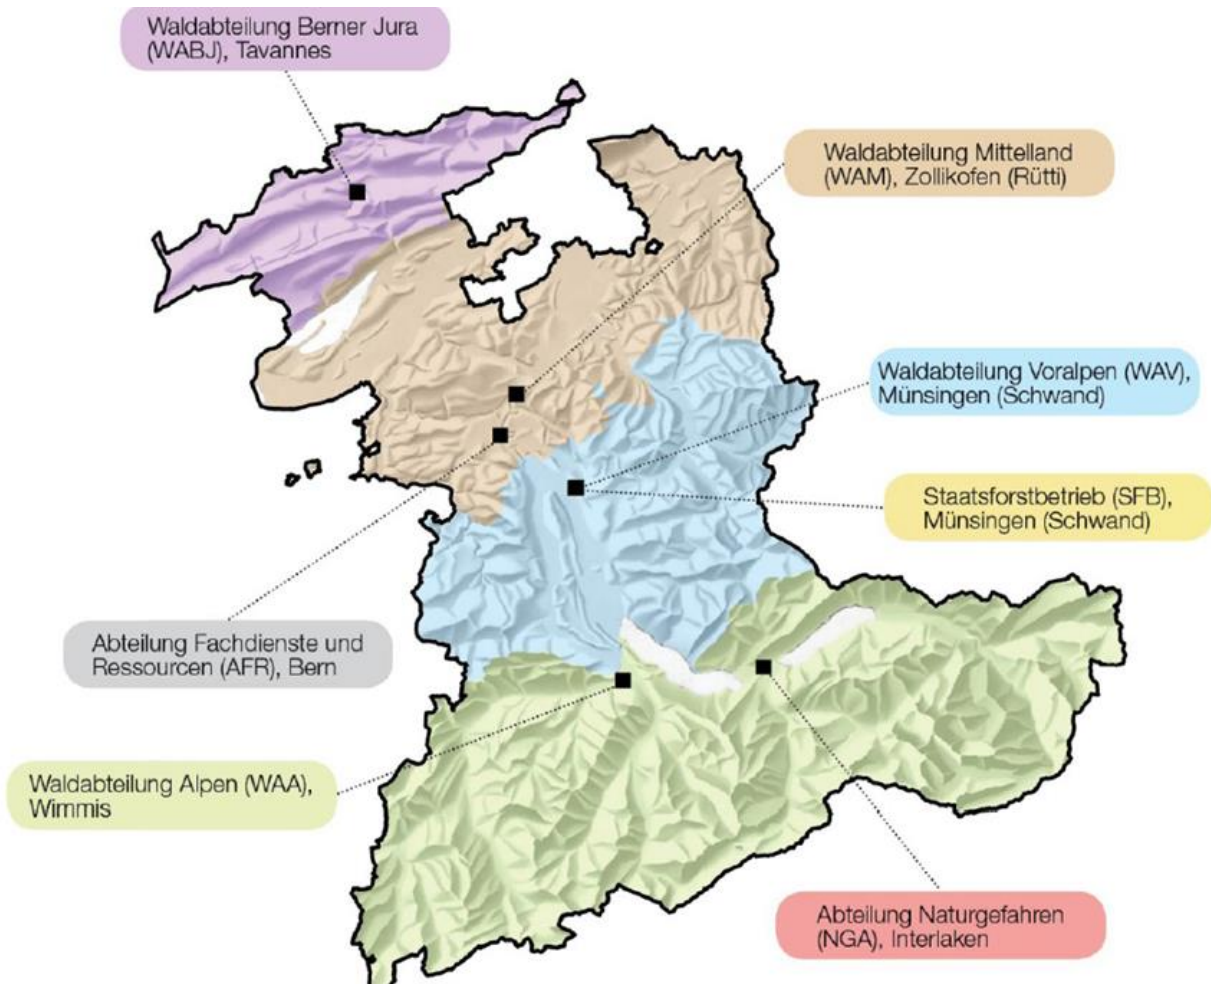 Waldabteilung Berner Jura
(WABJ), Tavannes
Waldabteilung Mittelland
(WAM), Zollikofen (Rütti)
Waldabteilung Voralpen (WAV),
Münsingen (Schwand)
Staatsforstbetrieb (SFB),
Münsingen (Schwand)
Abteilung Fachdienste und
Ressourcen (AFR), Bern
Waldabteilung Alpen (WAA),
Wimmis
Abteilung Naturgefahren
(NGA), Interlaken